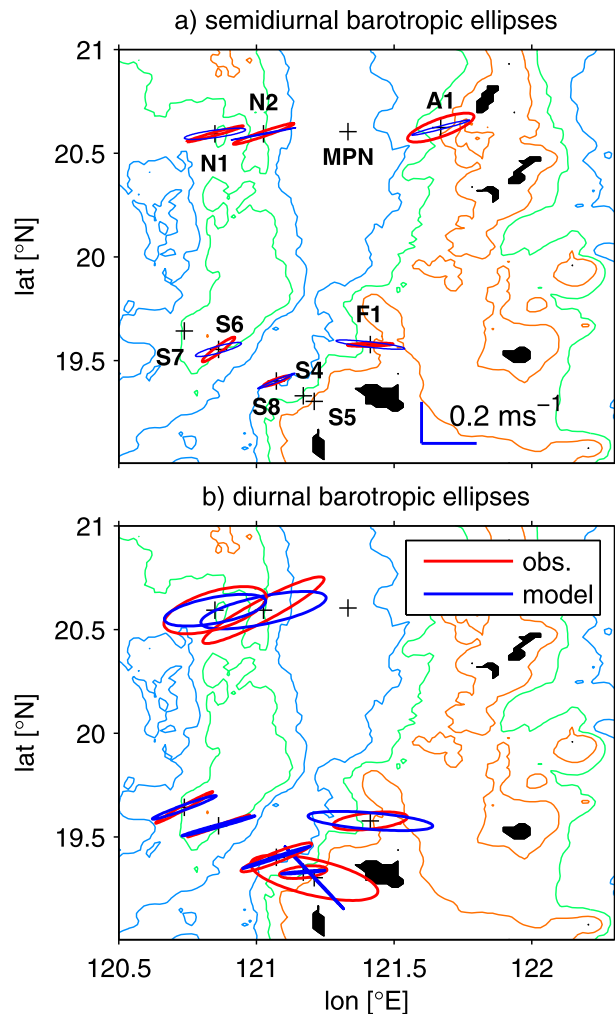 a) semidiurnal barotropic ellipses
21
20.5
20
19.5
lat [°N]
N2
N1
MPN
A1
S6
S7
F1
S4
S8
S5
0.2 ms⁻¹
b) diurnal barotropic ellipses
21
20.5
20
19.5
lat [°N]
obs.
model
120.5 121 121.5 122
lon [°E]